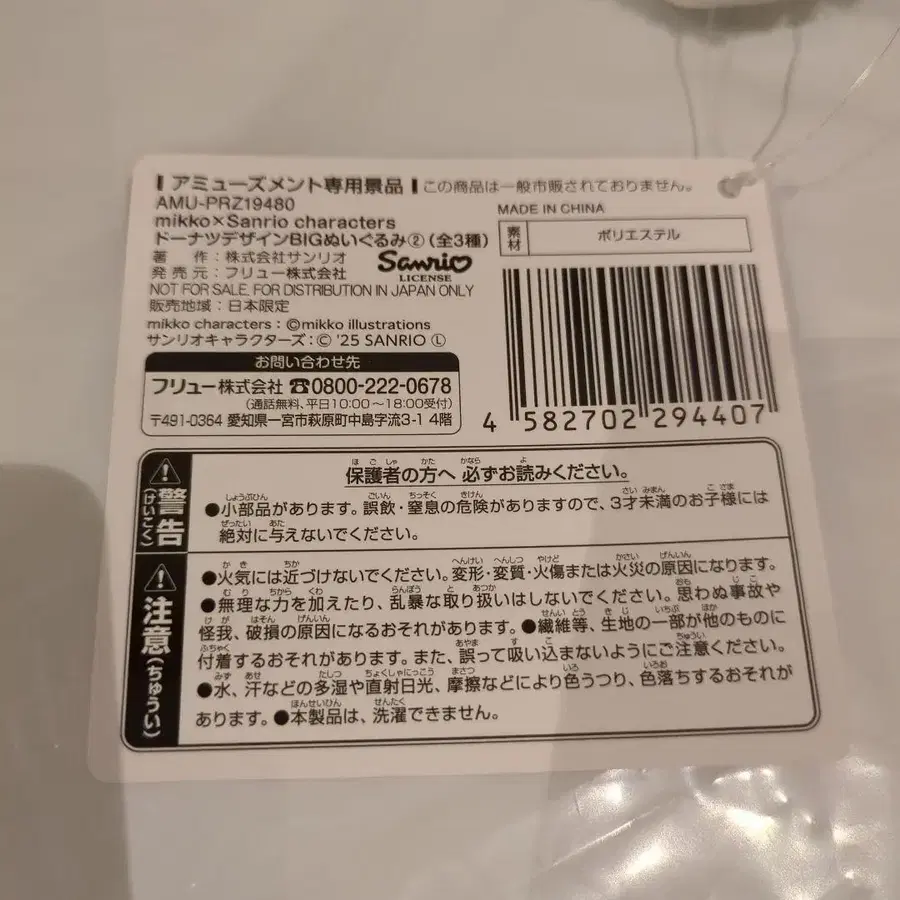 アミューズメント専用景品 この商品は一般市販されておりません。
AMU-PRZ19480
mikko×Sanrio characters
ドーナツデザインBIGぬいぐるみ②(全3種)
著 作：株式会社サンリオ
発 売 元：フリュー株式会社
Sanrio
LICENSE
NOT FOR SALE. FOR DISTRIBUTION IN JAPAN ONLY
販売地域：日本限定
mikko characters：©mikko illustrations
サンリオキャラクターズ：© '25 SANRIO Ⓛ
お問い合わせ先
フリュー株式会社 ☎0800-222-0678
(通話無料、平日10:00～18:00受付)
〒491-0364 愛知県一宮市萩原町中島字流3-1 4階
MADE IN CHINA
素材 ポリエステル
4 582702 294407
警告(けいこく)
保護者の方へ 必ずお読みください。
●小部品があります。誤飲・窒息の危険がありますので、3才未満のお子様には
絶対に与えないでください。
注意(ちゅうい)
●火気には近づけないでください。変形・変質・火傷または火災の原因になります。
●無理な力を加えたり、乱暴な取り扱いはしないでください。思わぬ事故や
怪我、破損の原因になるおそれがあります。●繊維等、生地の一部が他のものに
付着するおそれがあります。また、誤って吸い込まないようにご注意ください。
●水、汗などの多湿や直射日光、摩擦などにより色うつり、色落ちするおそれが
あります。●本製品は、洗濯できません。